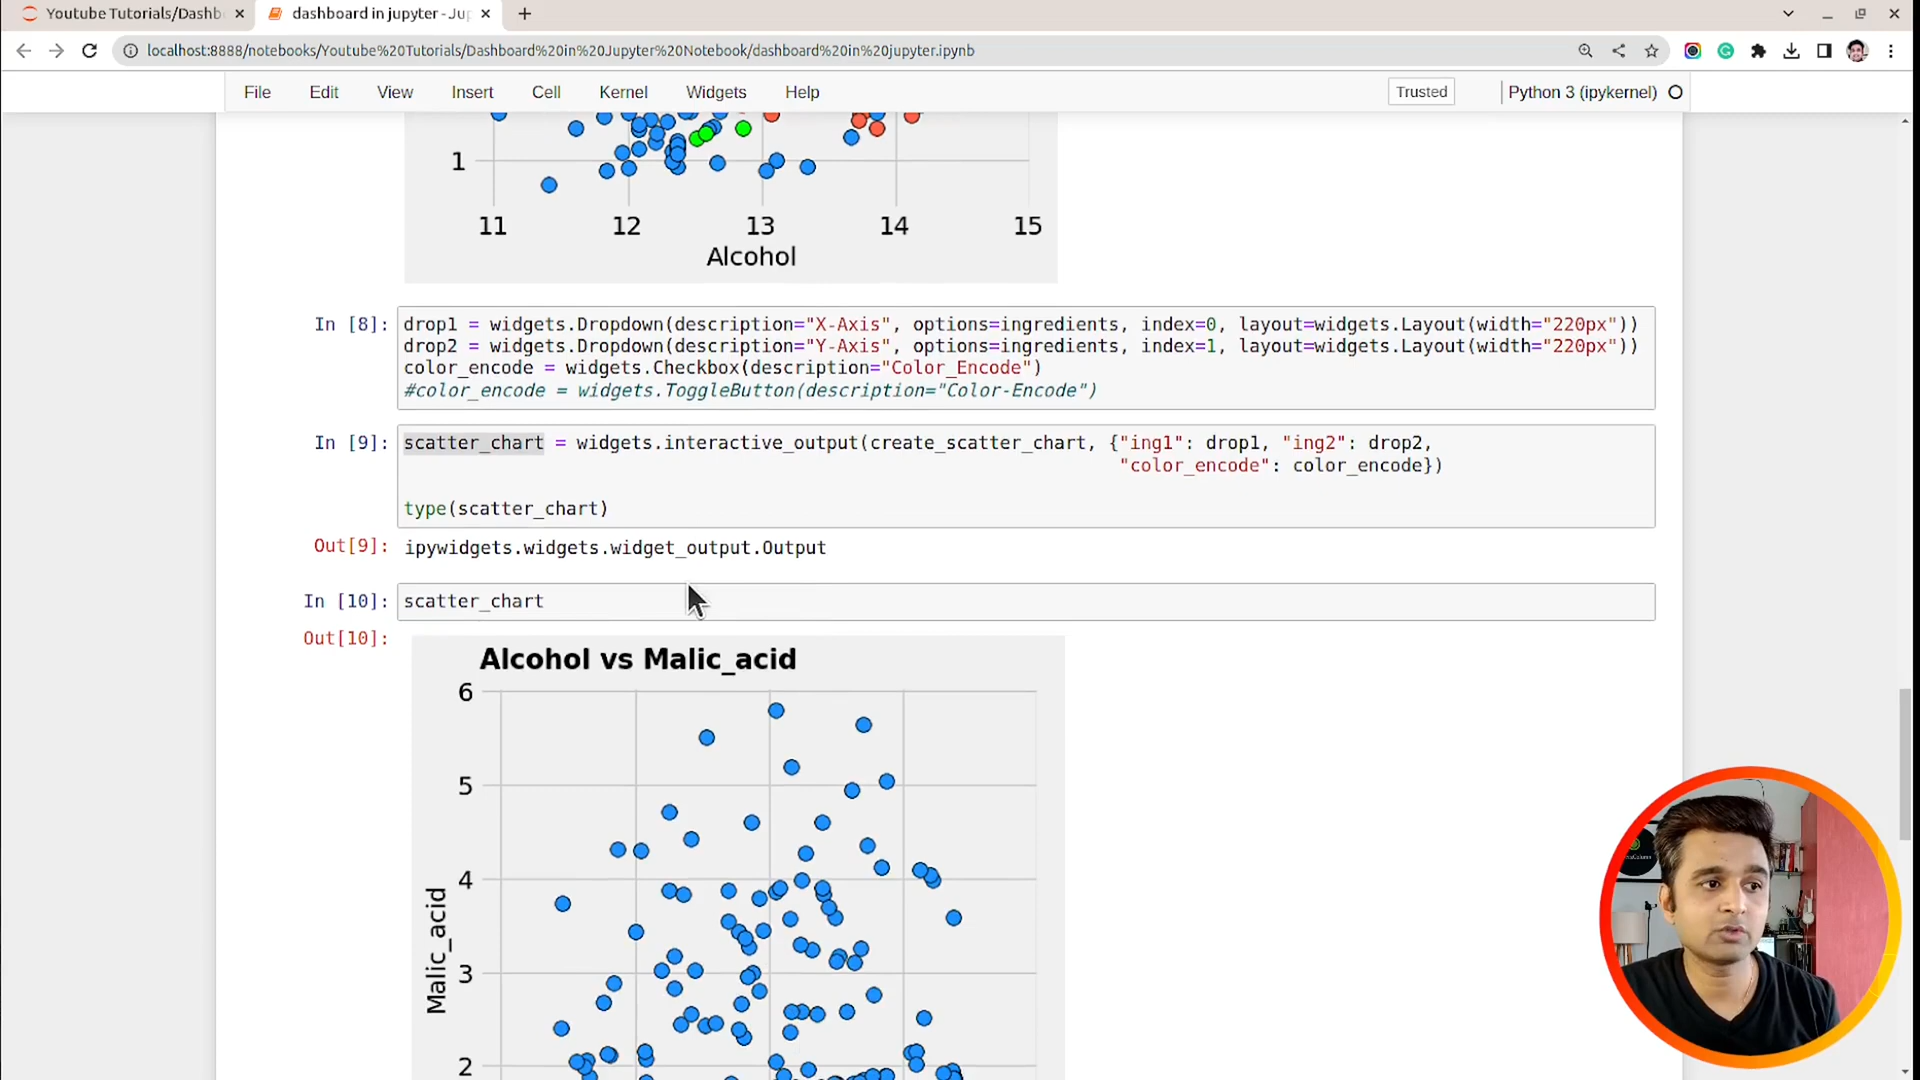 Youtube Tutorials/Dashb
dashboard in jupyter - Jup
localhost:8888/notebooks/Youtube%20Tutorials/Dashboard%20in%20Jupyter%20Notebook/dashboard%20in%20jupyter.ipynb
File Edit View Insert Cell Kernel Widgets Help Trusted Python 3 (ipykernel)
1
11 12 13 14 15
Alcohol
In [8]:
drop1 = widgets.Dropdown(description="X-Axis", options=ingredients, index=0, layout=widgets.Layout(width="220px"))
drop2 = widgets.Dropdown(description="Y-Axis", options=ingredients, index=1, layout=widgets.Layout(width="220px"))
color_encode = widgets.Checkbox(description="Color_Encode")
#color_encode = widgets.ToggleButton(description="Color-Encode")
In [9]:
scatter_chart = widgets.interactive_output(create_scatter_chart, {"ing1": drop1, "ing2": drop2,
"color_encode": color_encode})
type(scatter_chart)
Out[9]: ipywidgets.widgets.widget_output.Output
In [10]: scatter_chart
Out[10]:
Alcohol vs Malic_acid
6
5
4
3
2
Malic_acid